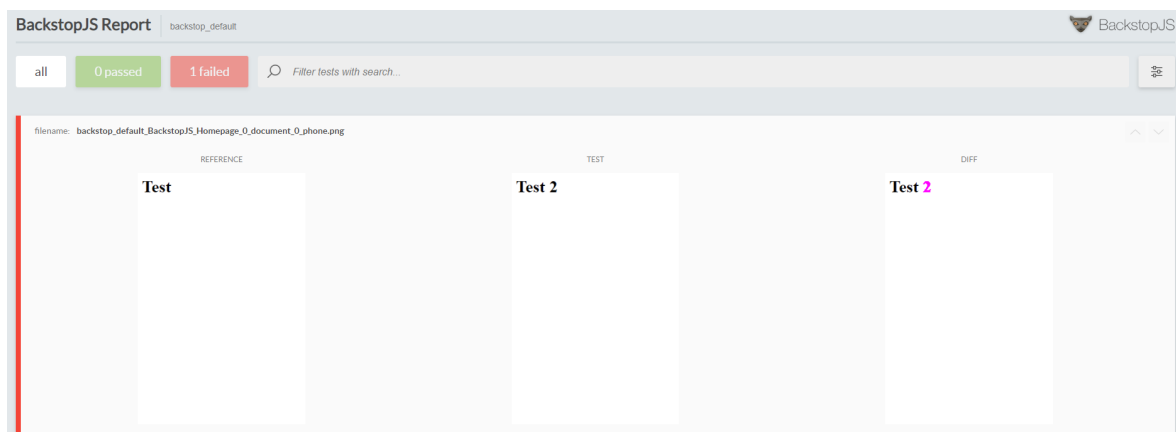 BackstopJS Report backstop_default BackstopJS
all 0 passed 1 failed Filter tests with search...
filename: backstop_default_BackstopJS_Homepage_0_document_0_phone.png
REFERENCE TEST DIFF
Test Test 2 Test 2